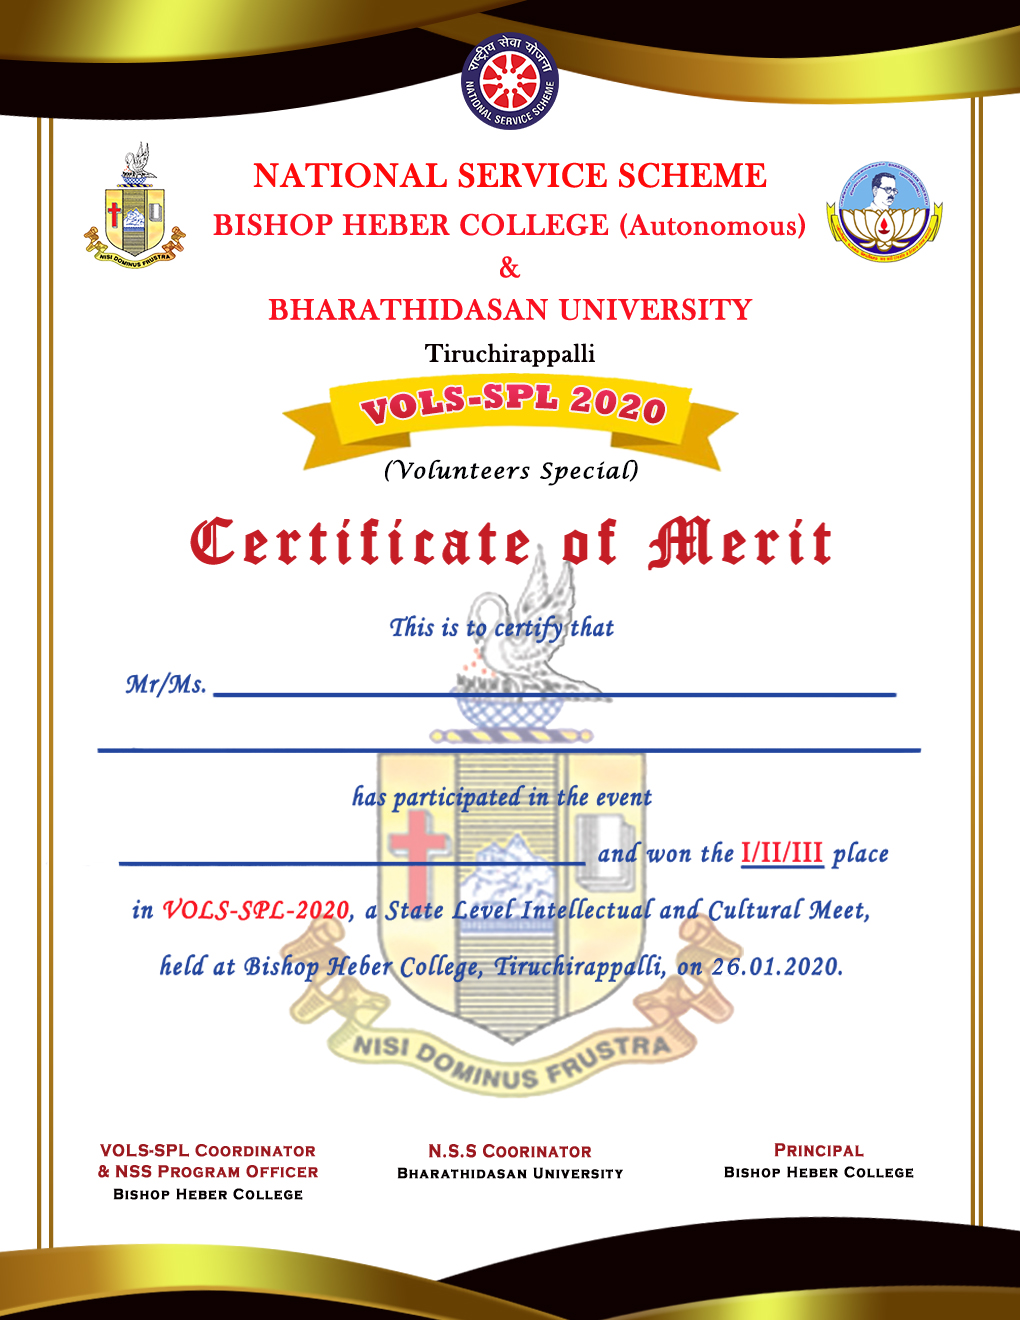 राष्ट्रीय सेवा योजना
NATIONAL SERVICE SCHEME
NATIONAL SERVICE SCHEME
BISHOP HEBER COLLEGE (Autonomous)
&
BHARATHIDASAN UNIVERSITY
Tiruchirappalli
NISI DOMINUS FRUSTRA
VOLS-SPL 2020
(Volunteers Special)
Certificate of Merit
This is to certify that
Mr/Ms.
has participated in the event
and won the I/II/III place
in VOLS-SPL-2020, a State Level Intellectual and Cultural Meet,
held at Bishop Heber College, Tiruchirappalli, on 26.01.2020.
NISI DOMINUS FRUSTRA
VOLS-SPL COORDINATOR
& NSS PROGRAM OFFICER
BISHOP HEBER COLLEGE
N.S.S COORINATOR
BHARATHIDASAN UNIVERSITY
PRINCIPAL
BISHOP HEBER COLLEGE